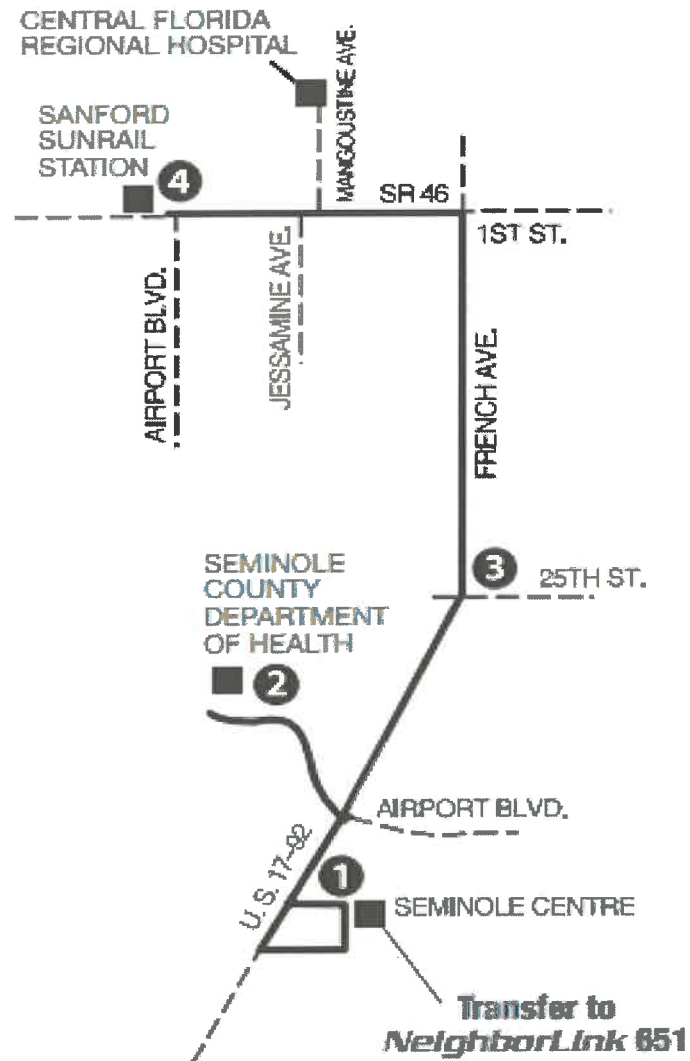 CENTRAL FLORIDA
REGIONAL HOSPITAL
MANGOUSTINE AVE.
SANFORD
SUNRAIL
STATION
4
SR 46
1ST ST.
AIRPORT BLVD.
JESSAMINE AVE.
FRENCH AVE.
3
25TH ST.
SEMINOLE
COUNTY
DEPARTMENT
OF HEALTH
2
AIRPORT BLVD.
U.S. 17-92
1
SEMINOLE CENTRE
Transfer to
NeighborLink 651